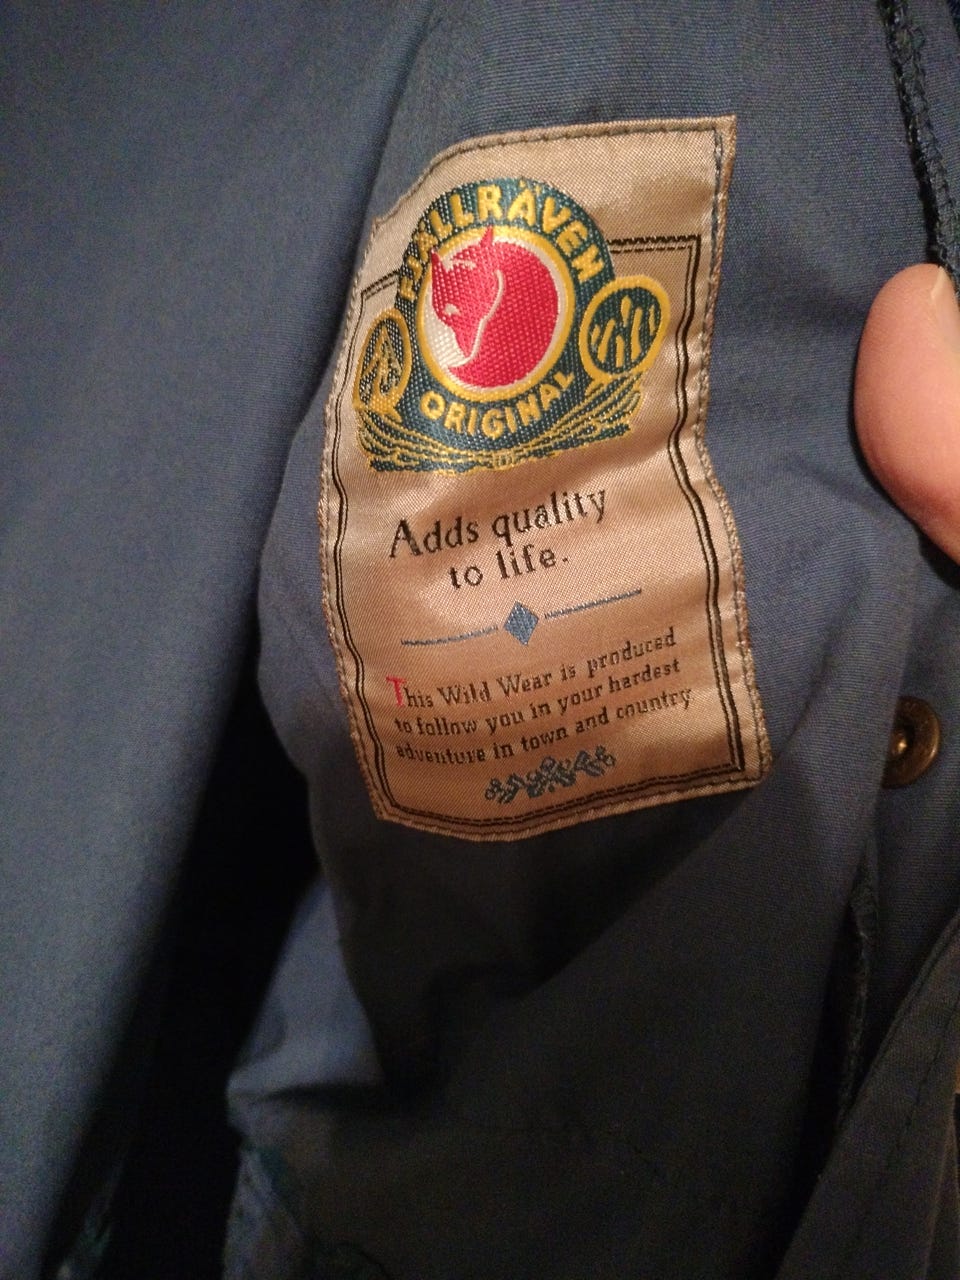 FJÄLLRÄVEN
ORIGINAL
Adds quality
to life.
This Wild Wear is produced
to follow you in your hardest
adventure in town and country